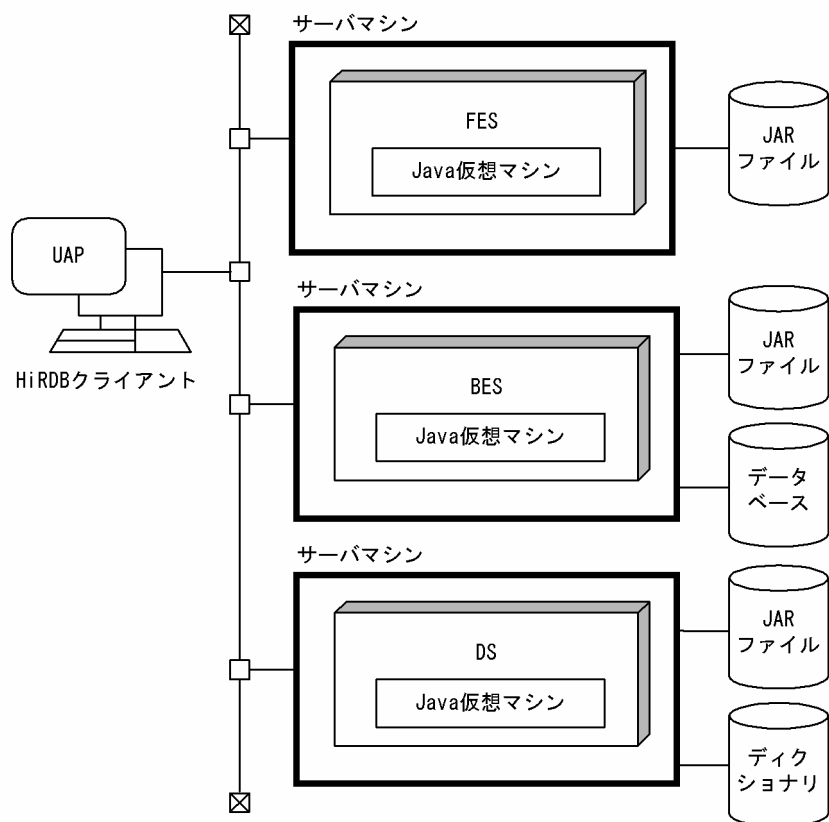 サーバマシン
FES
Java仮想マシン
JAR
ファイル
UAP
HiRDBクライアント
サーバマシン
BES
Java仮想マシン
JAR
ファイル
データ
ベース
サーバマシン
DS
Java仮想マシン
JAR
ファイル
ディク
ショナリ